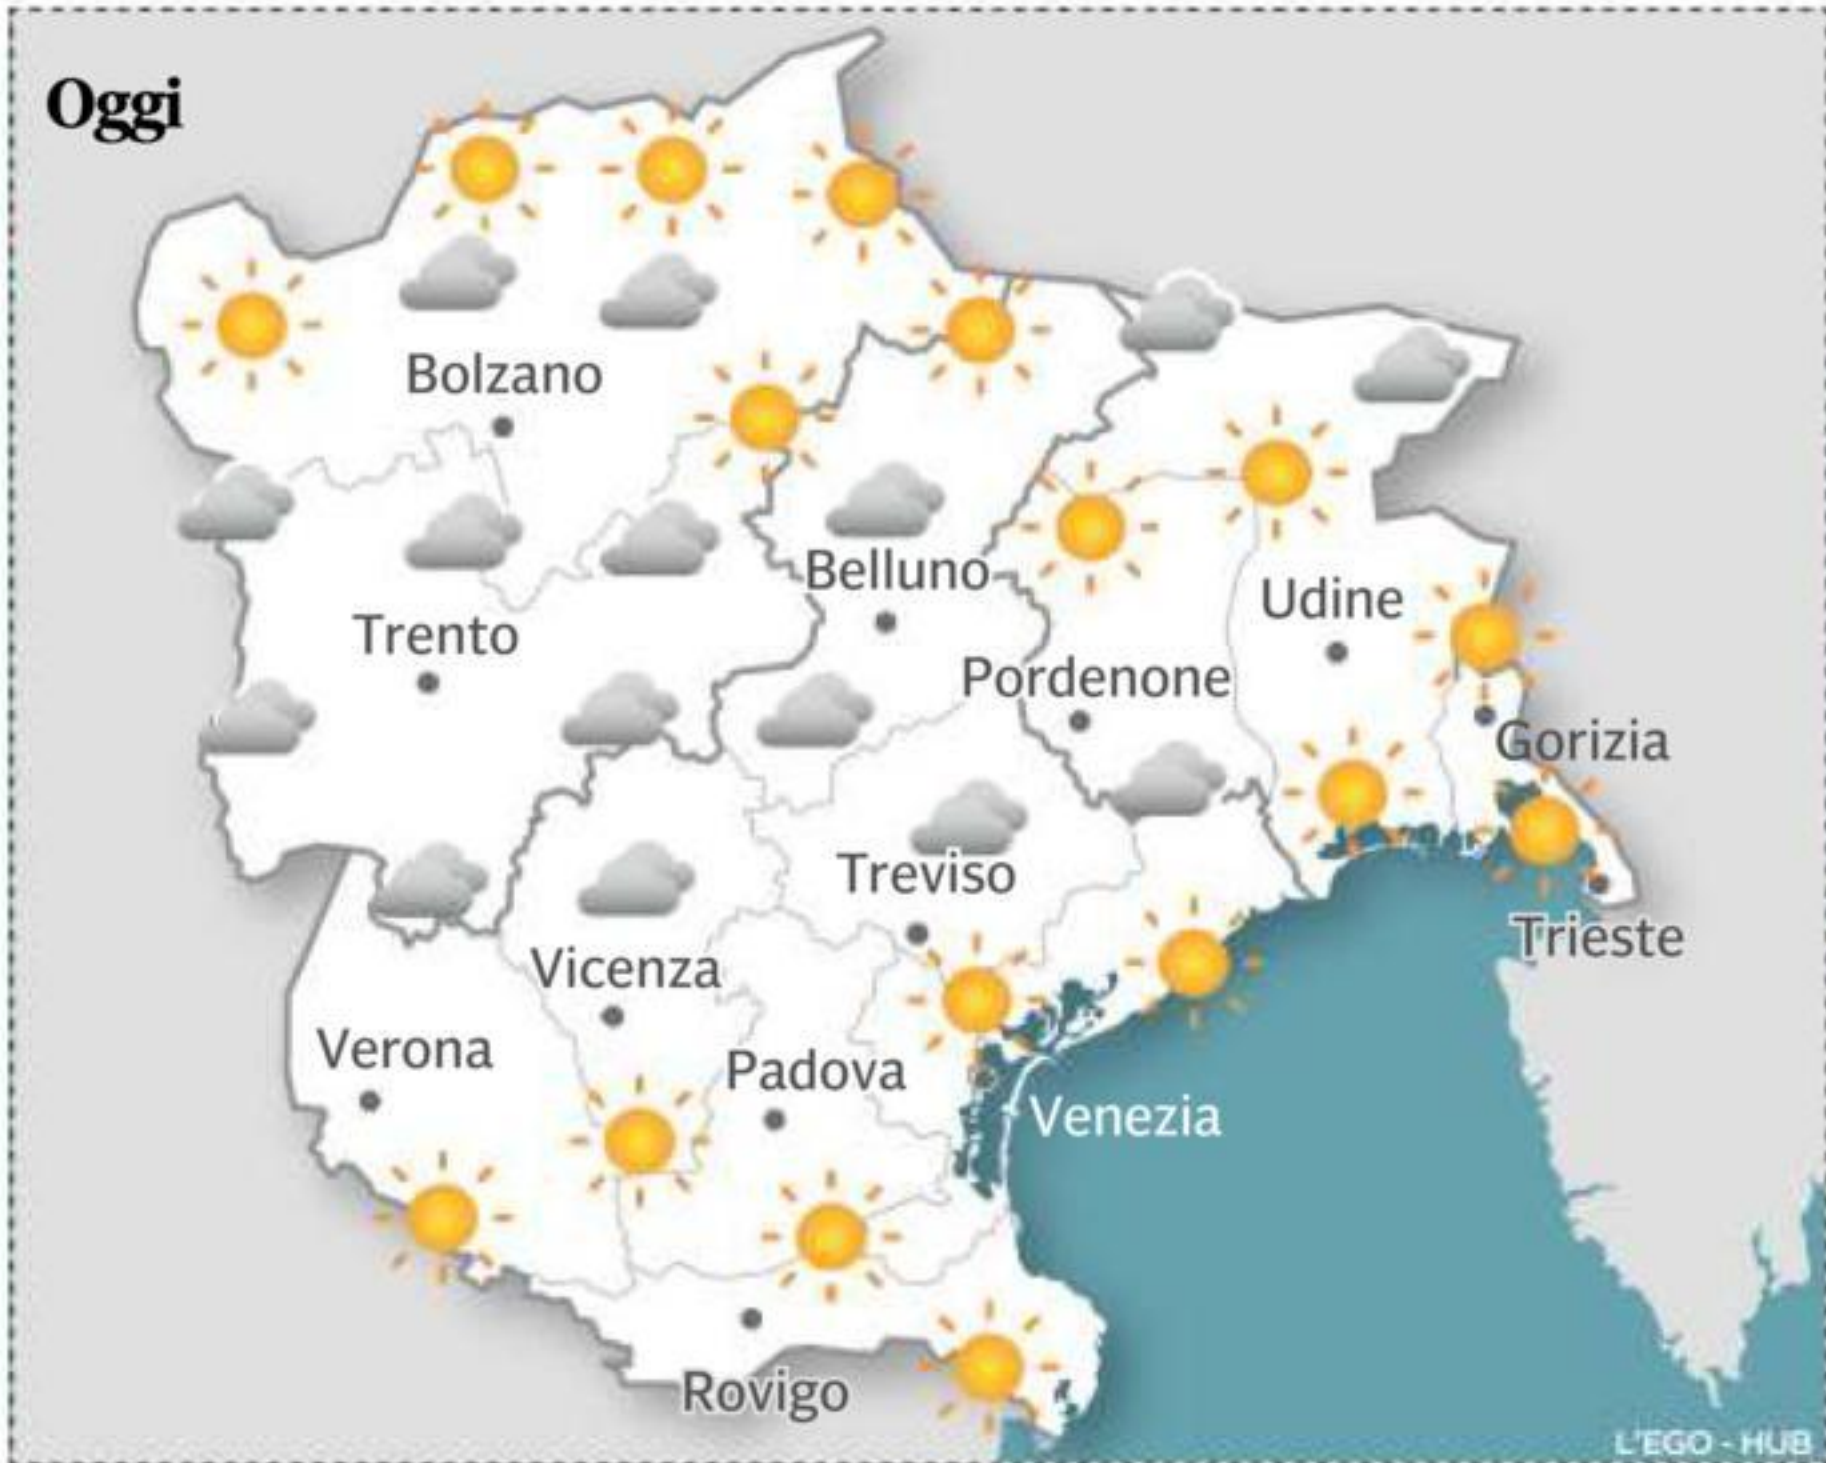 Oggi
Bolzano
Belluno
Udine
Trento
Pordenone
Gorizia
Treviso
Trieste
Vicenza
Verona
Padova
Venezia
Rovigo
L'EGO - HUB